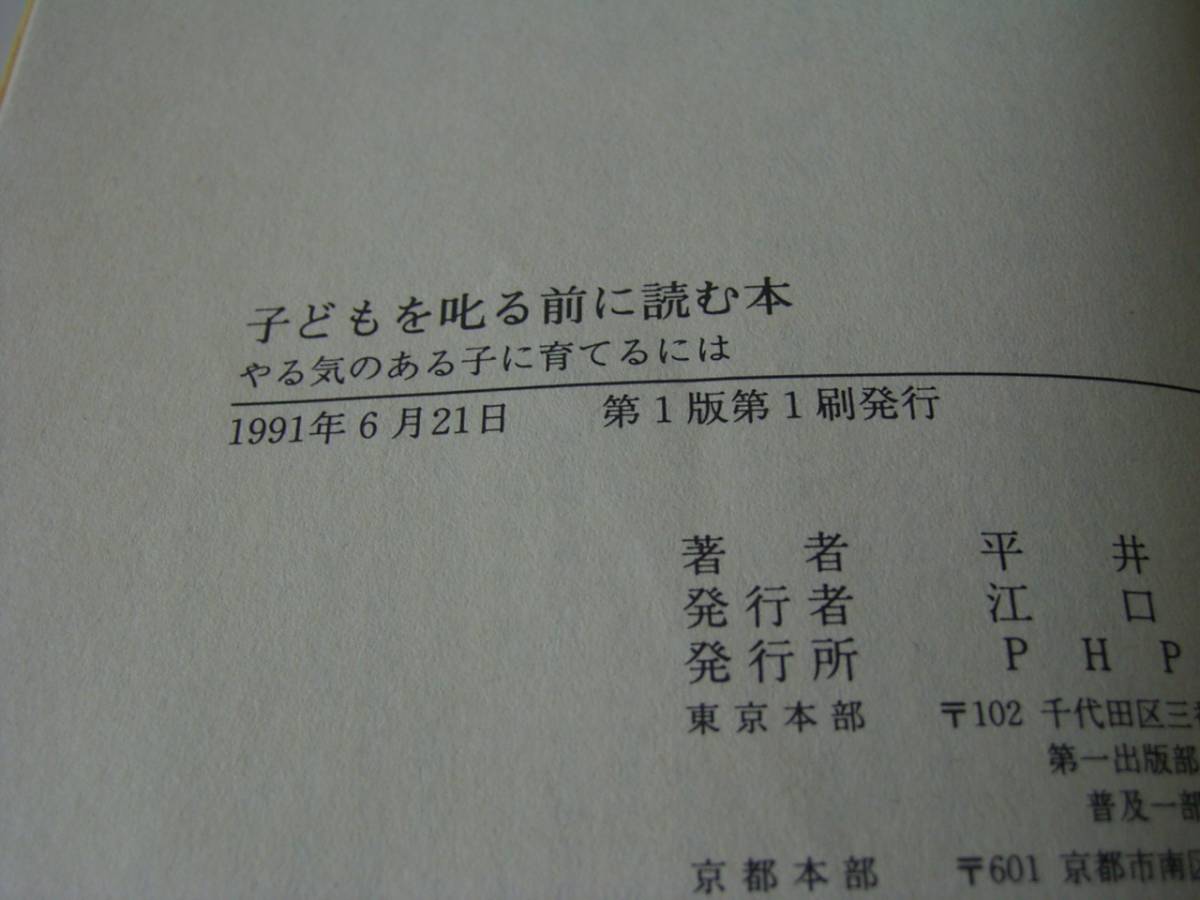 子どもを叱る前に読む本
やる気のある子に育てるには
1991年6月21日 第1版第1刷発行
著者 平井
発行者 江口
発行所 PHP
東京本部 〒102 千代田区三番
第一出版部
普及一部
京都本部 〒601 京都市南区